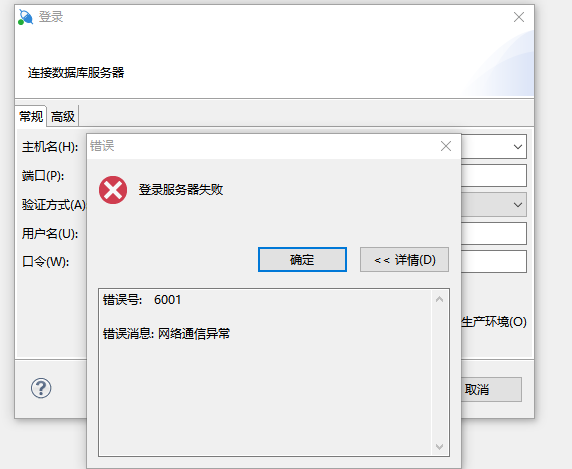 登录
连接数据库服务器
常规 高级
主机名(H):
端口(P):
验证方式(A)
用户名(U):
口令(W):
生产环境(O)
取消
错误
登录服务器失败
确定 << 详情(D)
错误号: 6001
错误消息: 网络通信异常